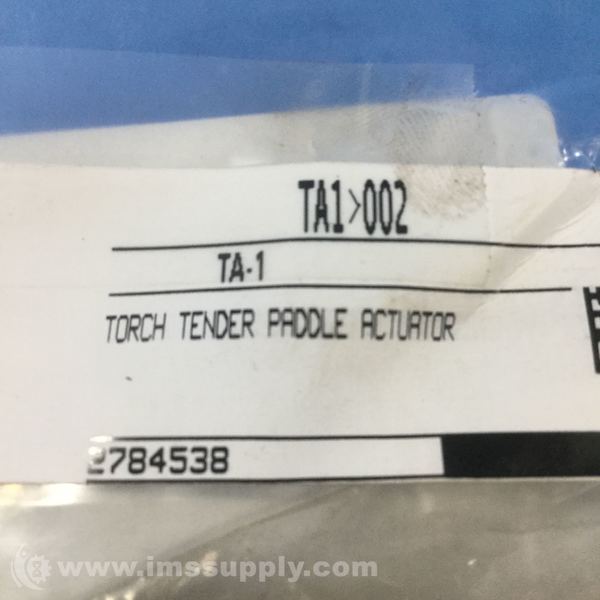 TA1>002
TA-1
TORCH TENDER PADDLE ACTUATOR
2784538
www.imssupply.com